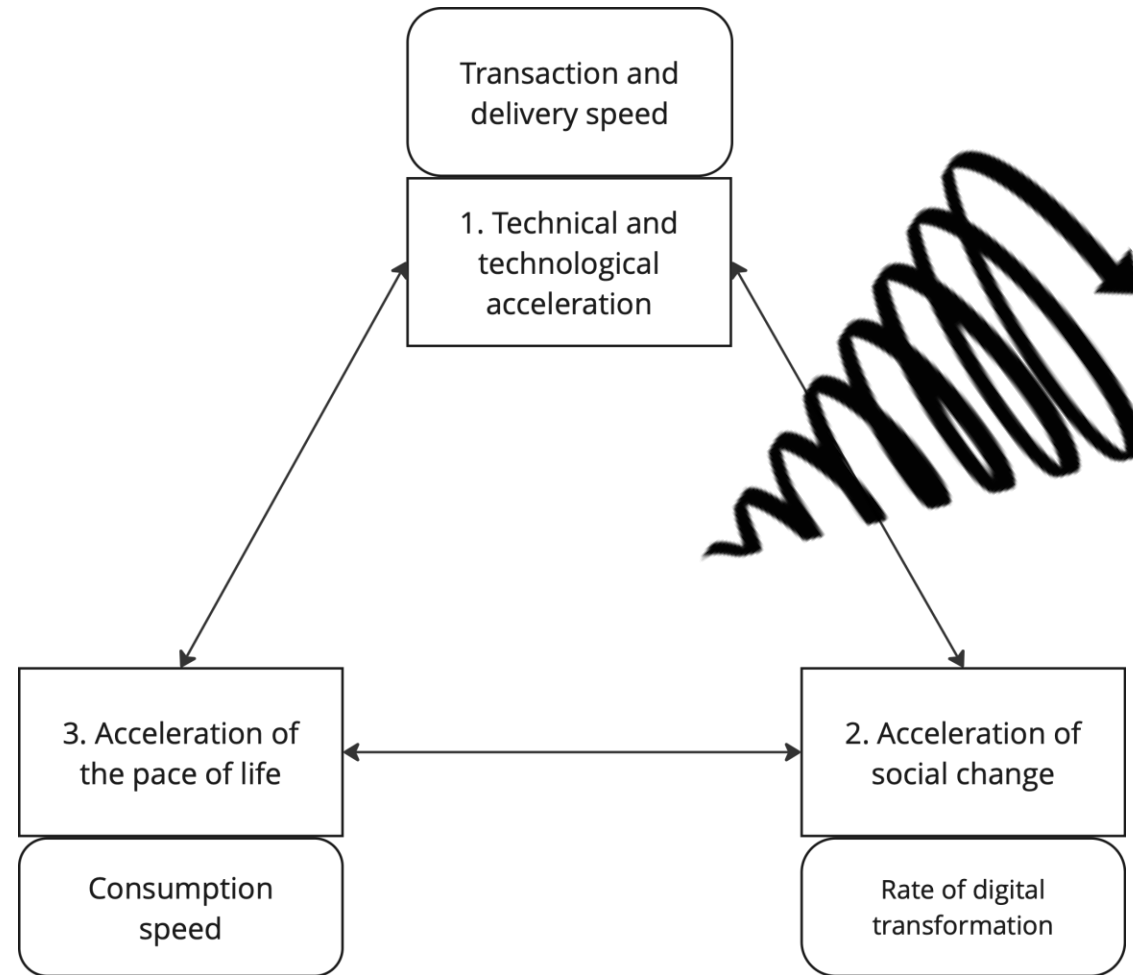 Transaction and
delivery speed
1. Technical and
technological
acceleration
3. Acceleration of
the pace of life
Consumption
speed
2. Acceleration of
social change
Rate of digital
transformation